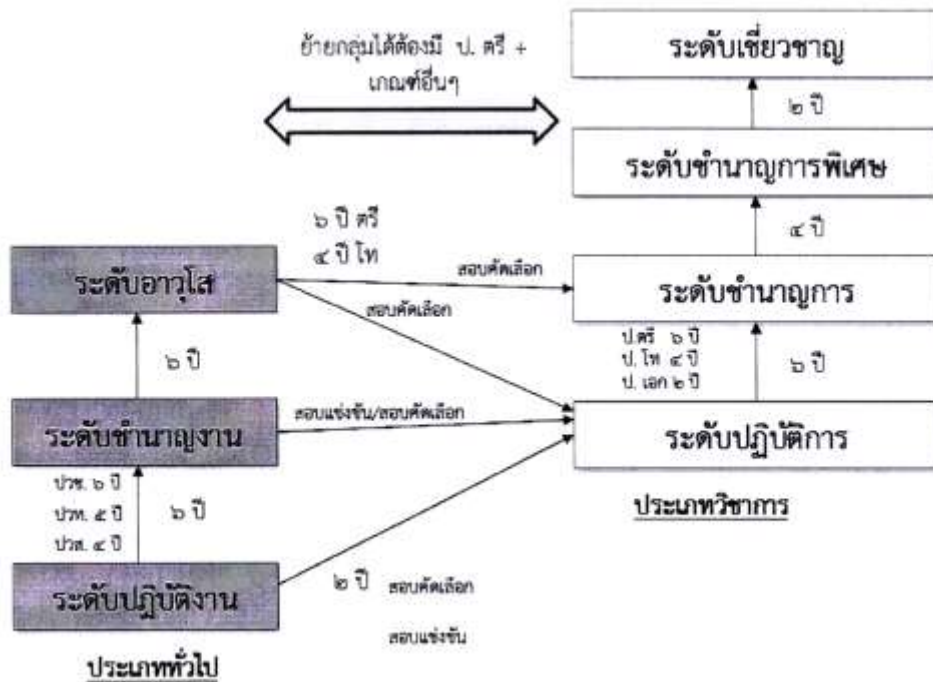 ย้ายกลุ่มได้ต้องมี ป. ตรี +
เกณฑ์อื่นๆ
ระดับเชี่ยวชาญ
๒ ปี
ระดับชำนาญการพิเศษ
๔ ปี
๖ ปี ตรี
๔ ปี โท
ระดับอาวุโส
สอบคัดเลือก
สอบคัดเลือก
ระดับชำนาญการ
๖ ปี
ป.ตรี ๖ ปี
ป. โท ๔ ปี
ป. เอก ๒ ปี
๖ ปี
ระดับชำนาญงาน
สอบแข่งขัน/สอบคัดเลือก
ระดับปฏิบัติการ
ประเภทวิชาการ
ปวช. ๖ ปี
ปวท. ๕ ปี
ปวส. ๔ ปี
๖ ปี
ระดับปฏิบัติงาน
๒ ปี สอบคัดเลือก
สอบแข่งขัน
ประเภททั่วไป